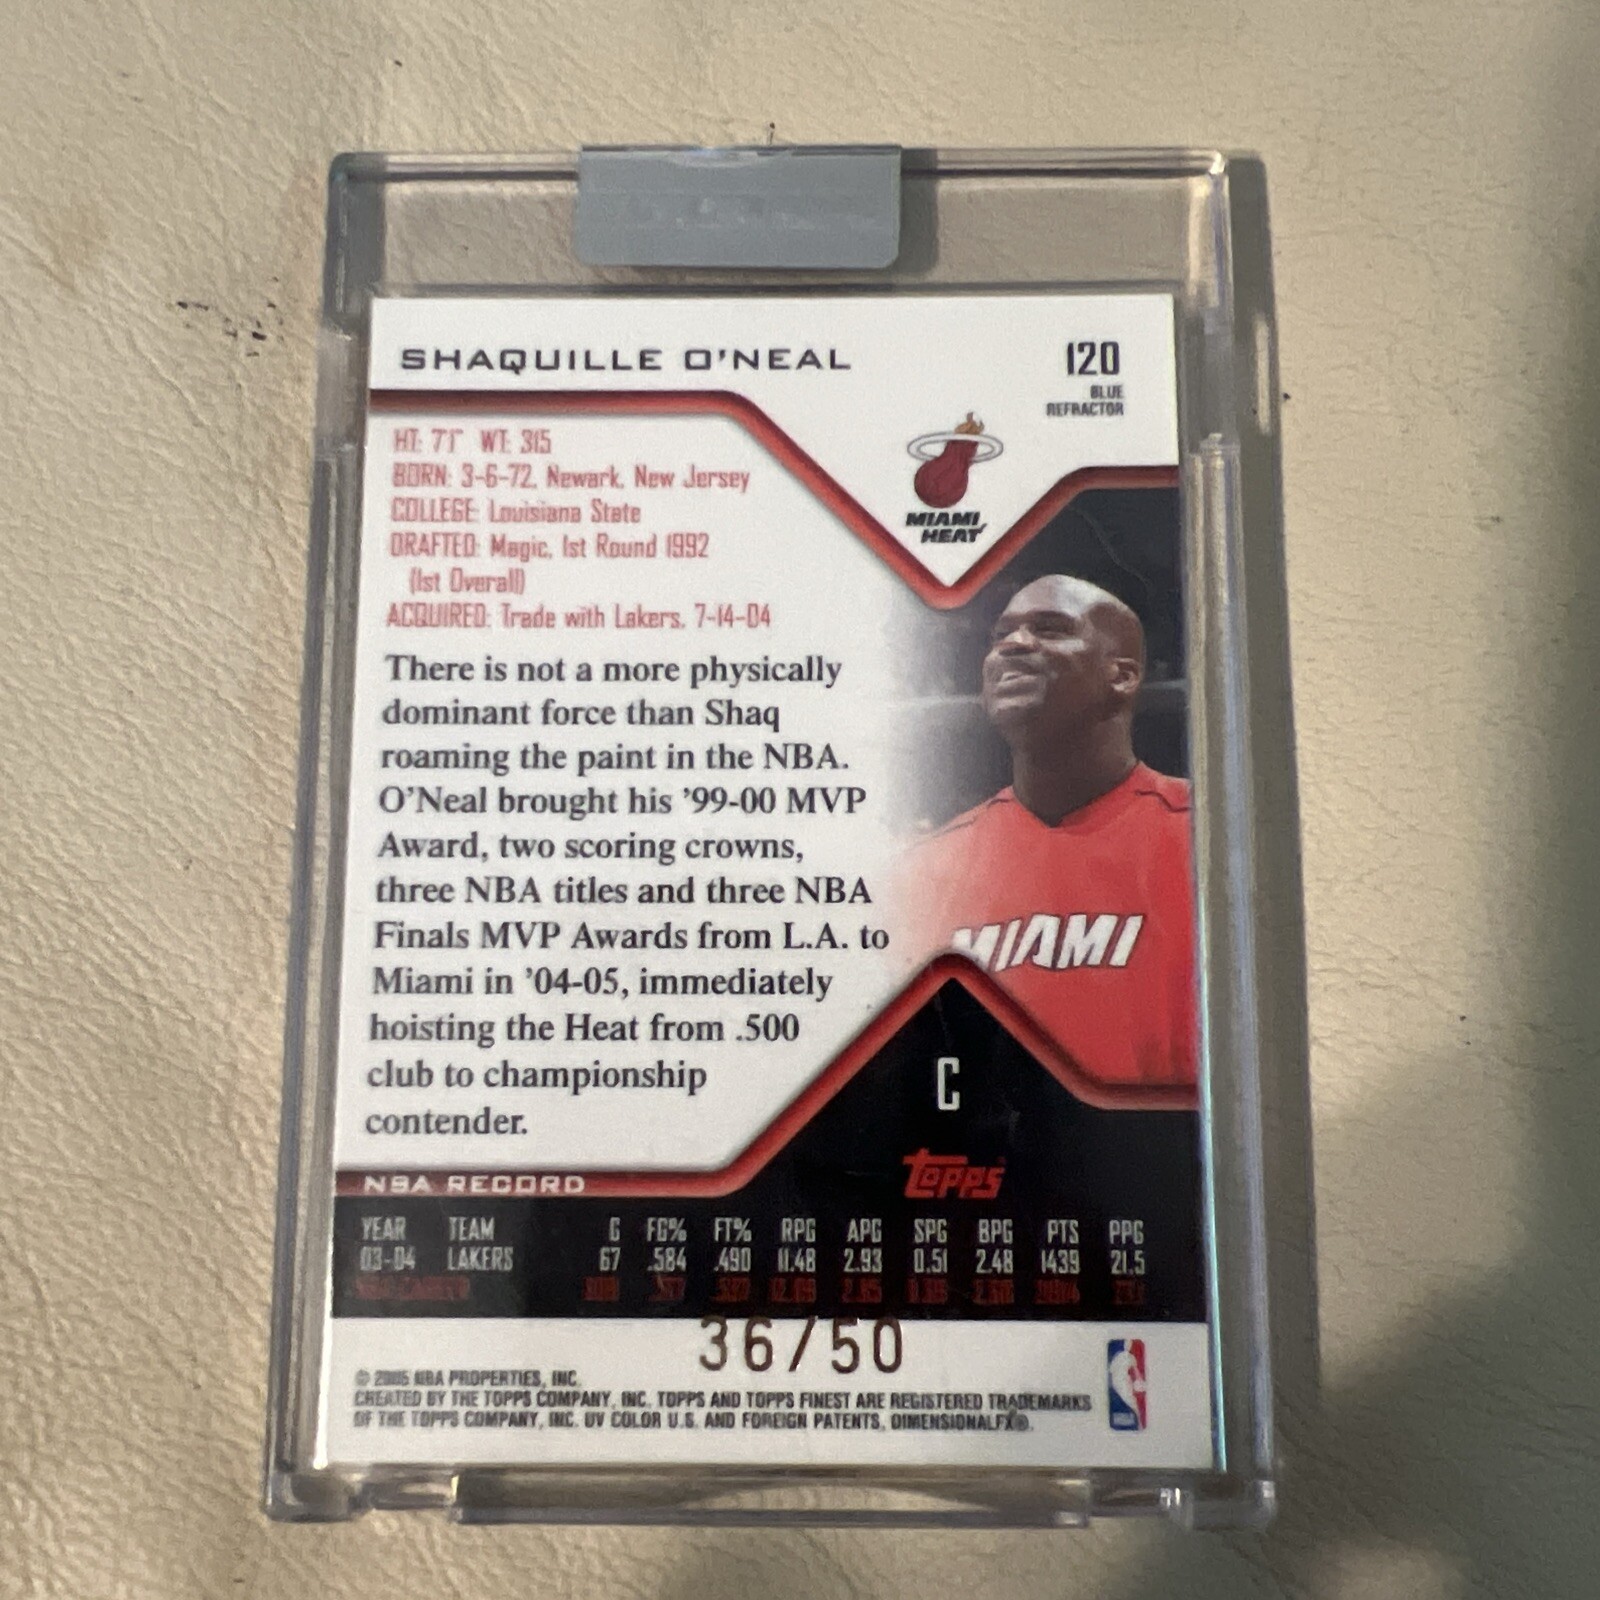 SHAQUILLE O'NEAL
120
BLUE
REFRACTOR
HT: 7'1" WT: 315
BORN: 3-6-72, Newark, New Jersey
COLLEGE: Louisiana State
DRAFTED: Magic, 1st Round 1992
(1st Overall)
ACQUIRED: Trade with Lakers, 7-14-04
MIAMI
HEAT
There is not a more physically
dominant force than Shaq
roaming the paint in the NBA.
O'Neal brought his '99-00 MVP
Award, two scoring crowns,
three NBA titles and three NBA
Finals MVP Awards from L.A. to
Miami in '04-05, immediately
hoisting the Heat from .500
club to championship
contender.
MIAMI
C
Topps
NBA RECORD
YEAR TEAM G FG% FT% RPG APG SPG BPG PTS PPG
03-04 LAKERS 67 .584 .490 11.48 2.93 0.51 2.48 1439 21.5
36/50
© 2005 NBA PROPERTIES, INC.
CREATED BY THE TOPPS COMPANY, INC. TOPPS AND TOPPS FINEST ARE REGISTERED TRADEMARKS
OF THE TOPPS COMPANY, INC. UV COLOR U.S. AND FOREIGN PATENTS, DIMENSIONALFX®.